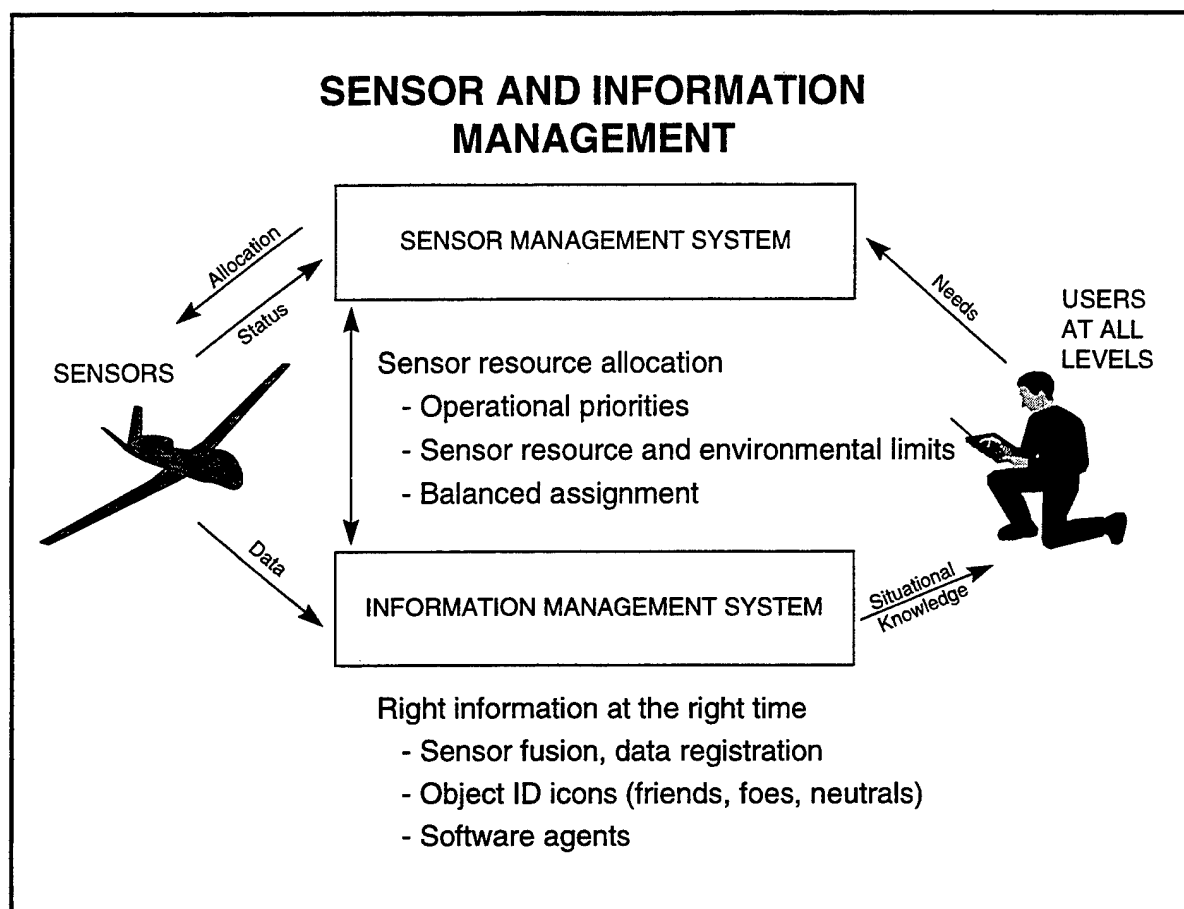 SENSOR AND INFORMATION
MANAGEMENT
SENSOR MANAGEMENT SYSTEM
Allocation
Status
Needs
SENSORS
USERS
AT ALL
LEVELS
Sensor resource allocation
- Operational priorities
- Sensor resource and environmental limits
- Balanced assignment
Data
INFORMATION MANAGEMENT SYSTEM
Situational
Knowledge
Right information at the right time
- Sensor fusion, data registration
- Object ID icons (friends, foes, neutrals)
- Software agents